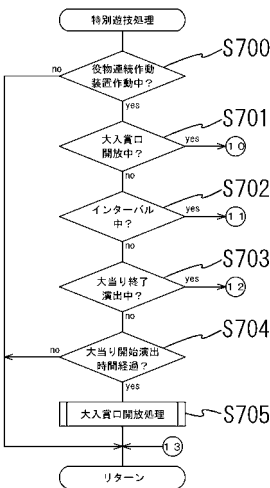 特別遊技処理
S700
no
役物連続作動
装置作動中？
yes
S701
大入賞口
開放中？
yes
10
no
S702
インターバル
中？
yes
11
no
S703
大当り終了
演出中？
yes
12
no
S704
no
大当り開始演出
時間経過？
yes
大入賞口開放処理
S705
13
リターン